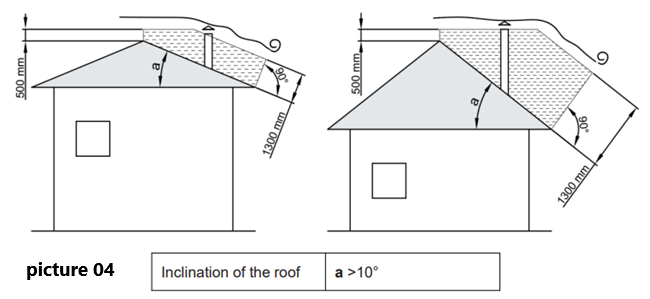 500 mm
a
90°
1300 mm
500 mm
a
90°
1300 mm
picture 04
Inclination of the roof
a >10°